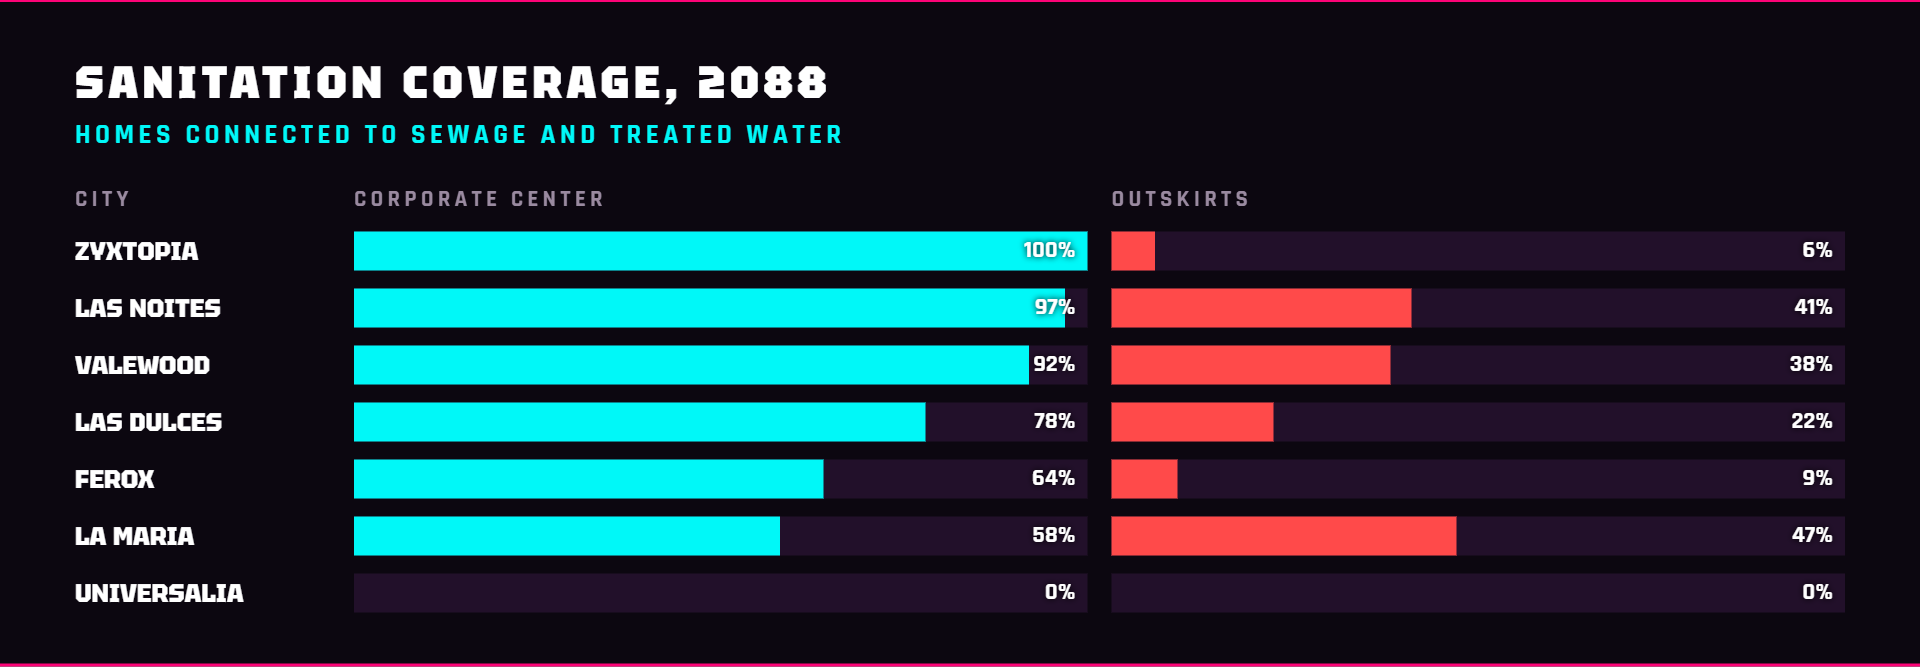 SANITATION COVERAGE, 2088
HOMES CONNECTED TO SEWAGE AND TREATED WATER
CITY CORPORATE CENTER OUTSKIRTS
ZYXTOPIA 100% 6%
LAS NOITES 97% 41%
VALEWOOD 92% 38%
LAS DULCES 78% 22%
FEROX 64% 9%
LA MARIA 58% 47%
UNIVERSALIA 0% 0%